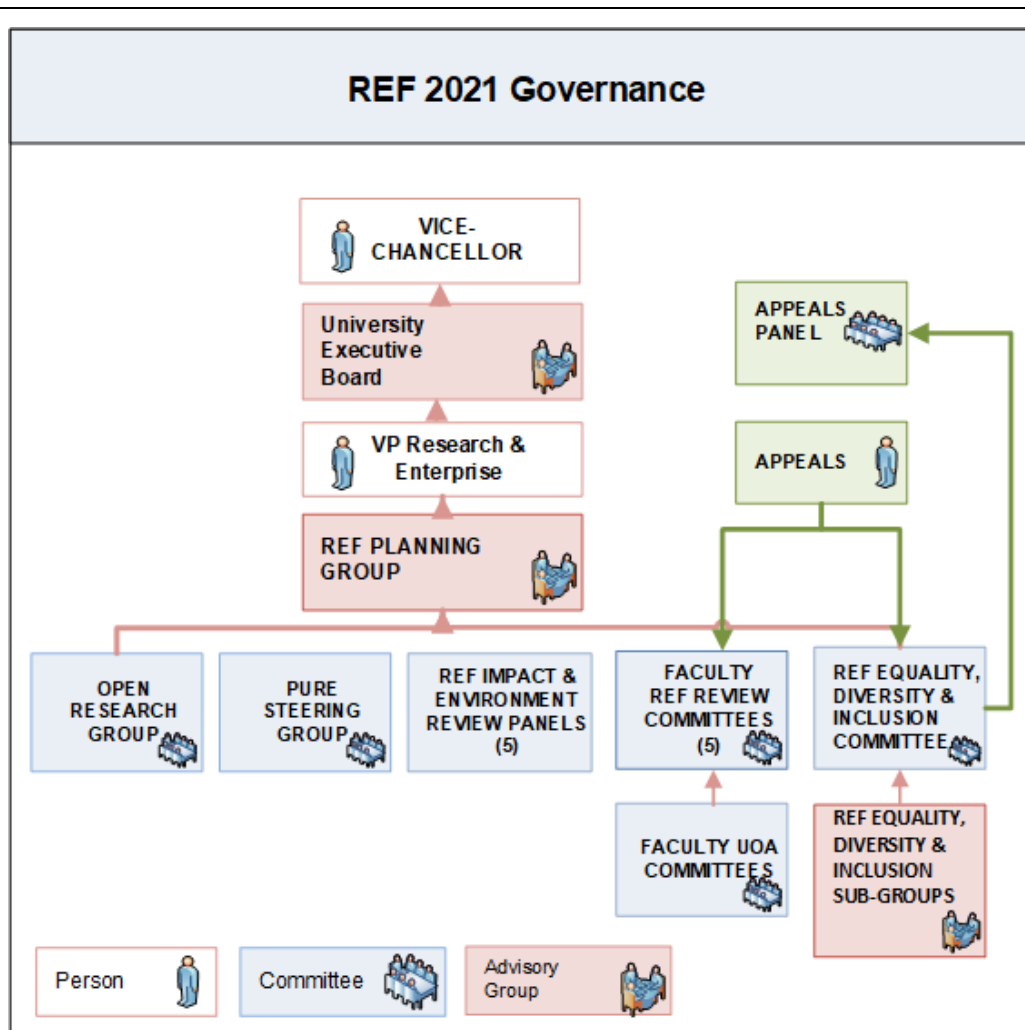 REF 2021 Governance
VICE-
CHANCELLOR
University
Executive
Board
VP Research &
Enterprise
REF PLANNING
GROUP
APPEALS
PANEL
APPEALS
OPEN
RESEARCH
GROUP
PURE
STEERING
GROUP
REF IMPACT &
ENVIRONMENT
REVIEW PANELS
(5)
FACULTY
REF REVIEW
COMMITTEES
(5)
REF EQUALITY,
DIVERSITY &
INCLUSION
COMMITTEE
FACULTY UOA
COMMITTEES
REF EQUALITY,
DIVERSITY &
INCLUSION
SUB-GROUPS
Person
Committee
Advisory
Group